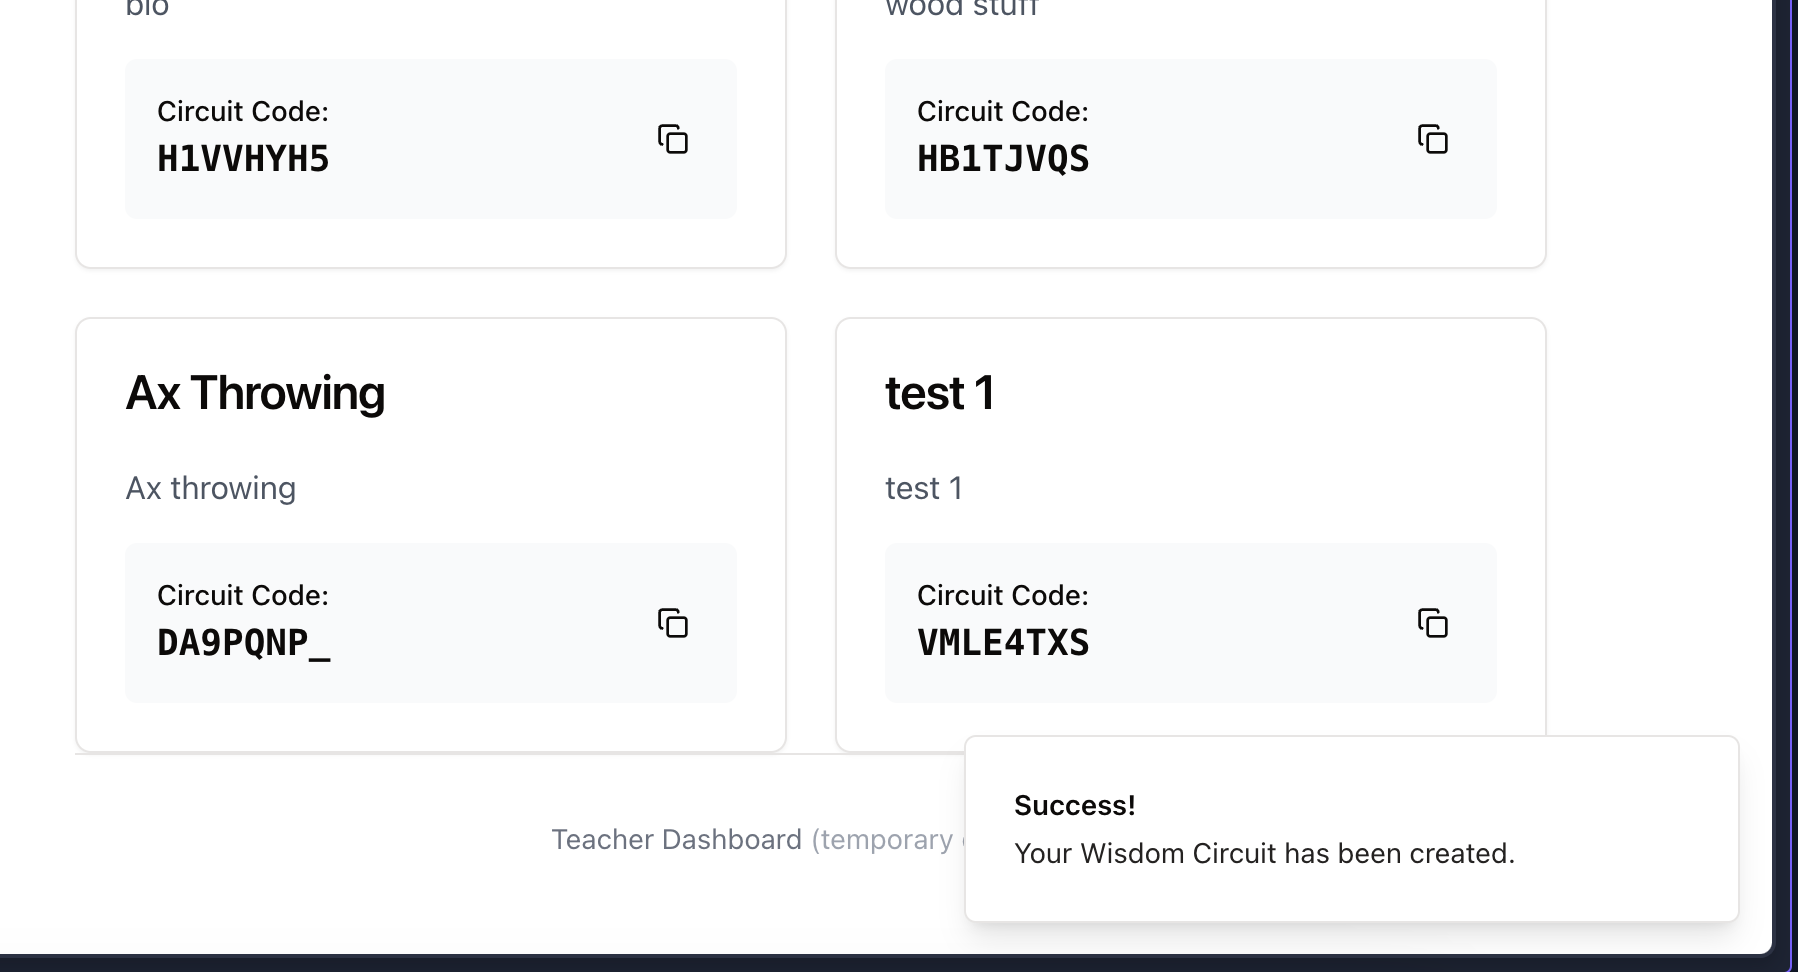 bio
wood stuff
Circuit Code:
H1VVHYH5
Circuit Code:
HB1TJVQS
Ax Throwing
Ax throwing
Circuit Code:
DA9PQNP_
test 1
test 1
Circuit Code:
VMLE4TXS
Teacher Dashboard (temporary
Success!
Your Wisdom Circuit has been created.